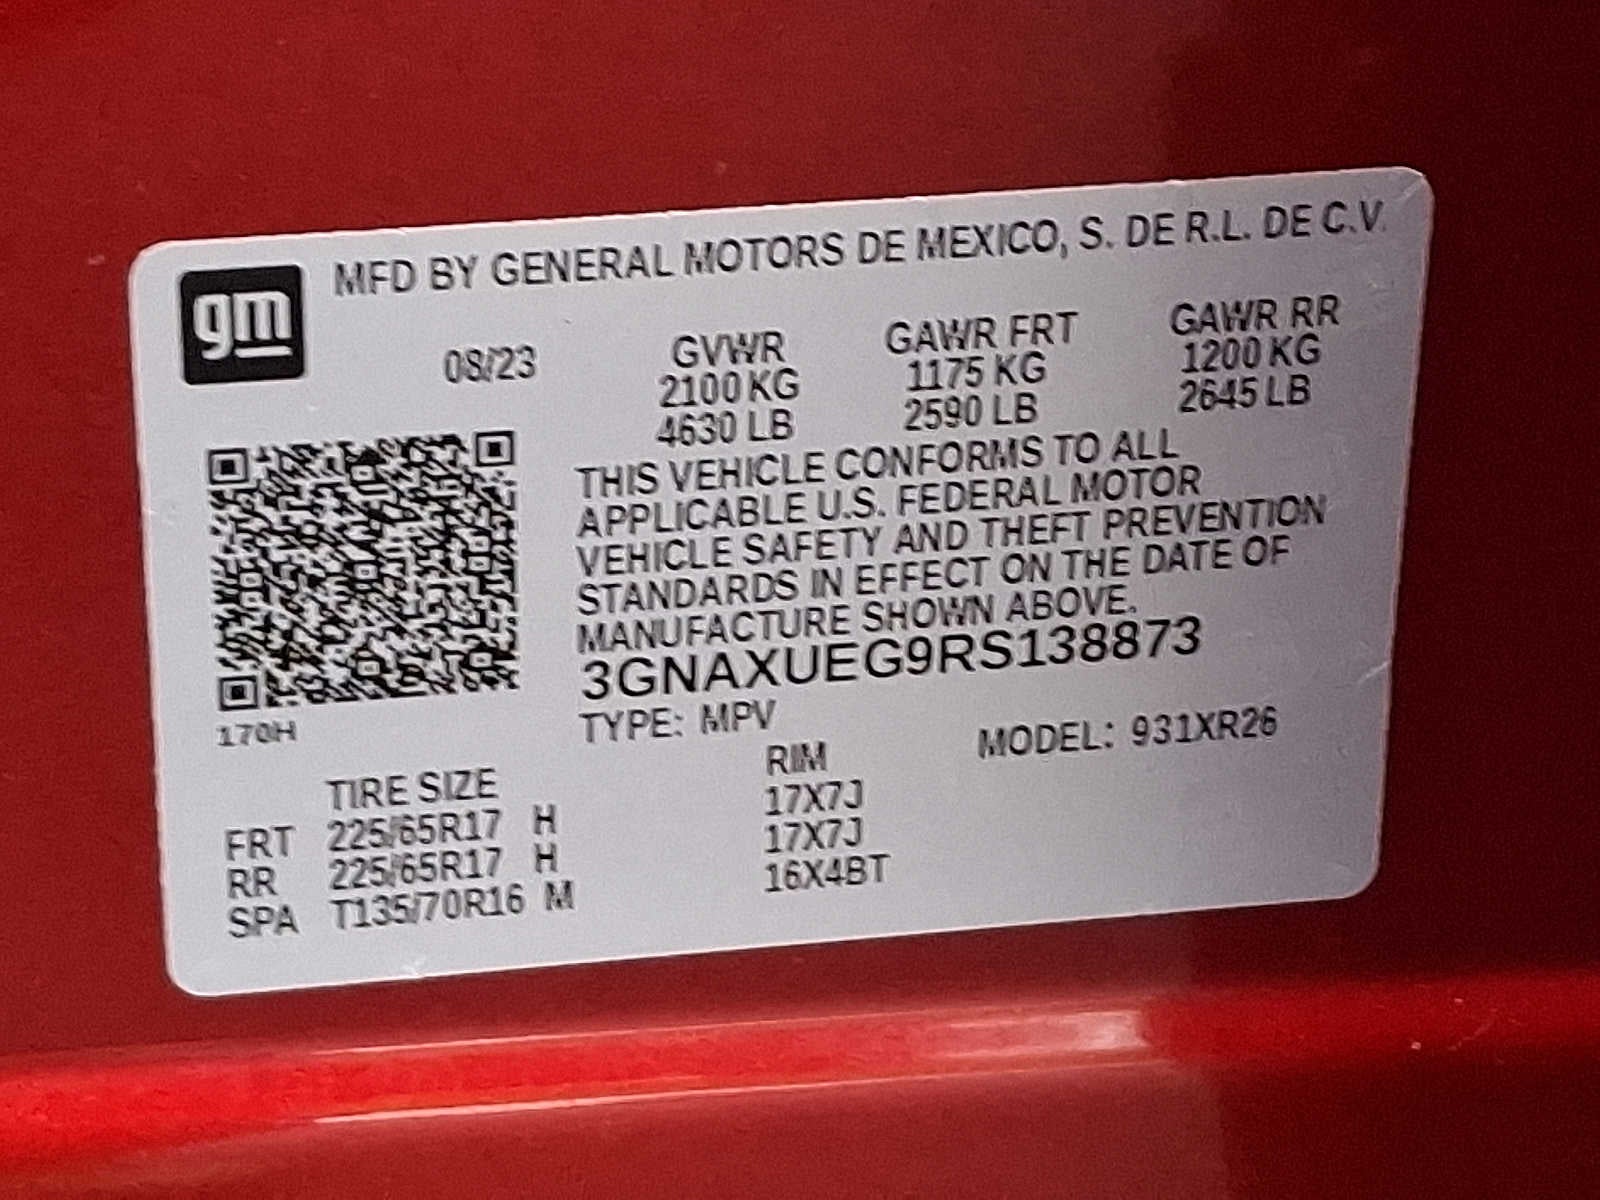 gm
MFD BY GENERAL MOTORS DE MEXICO, S. DE R.L. DE C.V.
08/23 GVWR GAWR FRT GAWR RR
2100 KG 1175 KG 1200 KG
4630 LB 2590 LB 2645 LB
THIS VEHICLE CONFORMS TO ALL
APPLICABLE U.S. FEDERAL MOTOR
VEHICLE SAFETY AND THEFT PREVENTION
STANDARDS IN EFFECT ON THE DATE OF
MANUFACTURE SHOWN ABOVE.
3GNAXUEG9RS138873
170H
TYPE: MPV MODEL: 931XR26
TIRE SIZE RIM
FRT 225/65R17 H 17X7J
RR 225/65R17 H 17X7J
SPA T135/70R16 M 16X4BT